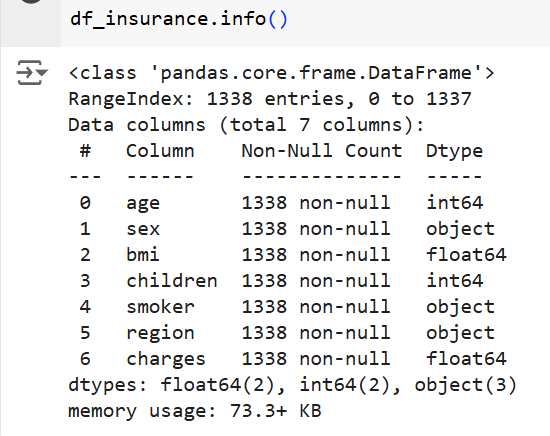 df_insurance.info()
<class 'pandas.core.frame.DataFrame'>
RangeIndex: 1338 entries, 0 to 1337
Data columns (total 7 columns):
 #   Column    Non-Null Count  Dtype
---  ------    --------------  -----
 0   age       1338 non-null   int64
 1   sex       1338 non-null   object
 2   bmi       1338 non-null   float64
 3   children  1338 non-null   int64
 4   smoker    1338 non-null   object
 5   region    1338 non-null   object
 6   charges   1338 non-null   float64
dtypes: float64(2), int64(2), object(3)
memory usage: 73.3+ KB